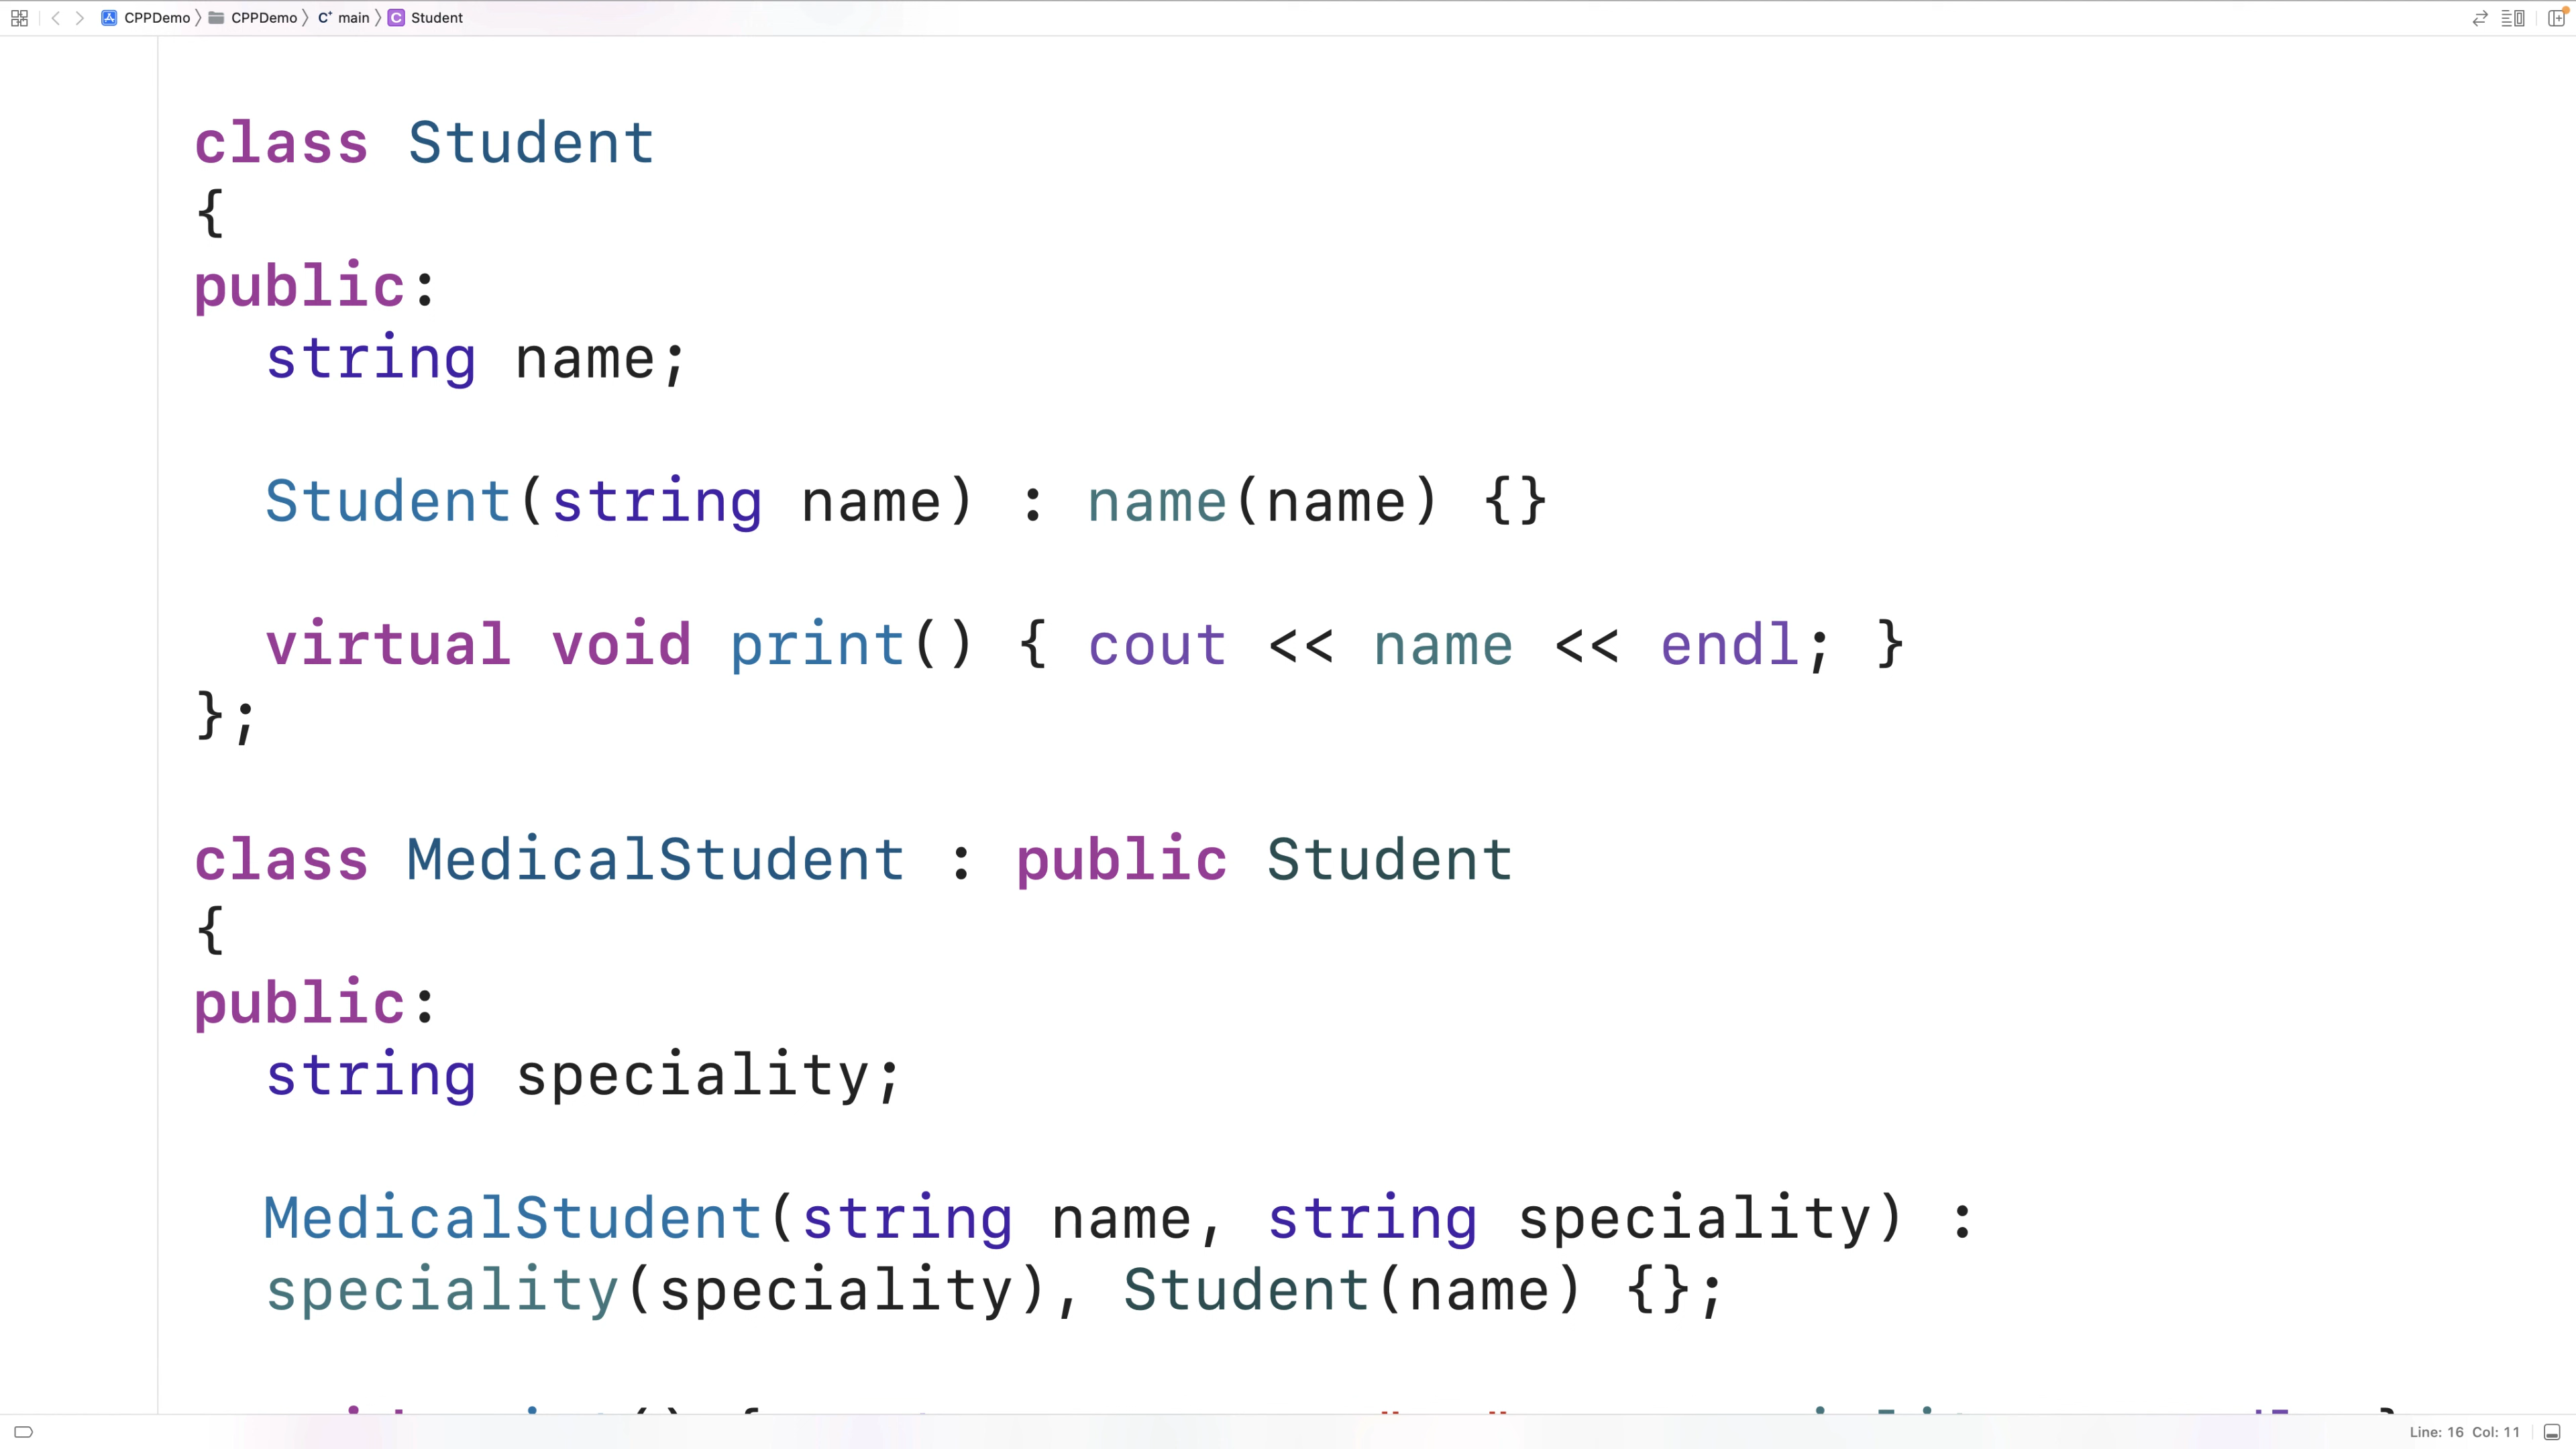 CPPDemo 〉 CPPDemo 〉 C+ main 〉 C Student
class Student
{
public:
  string name;
  Student(string name) : name(name) {}
  virtual void print() { cout << name << endl; }
};
class MedicalStudent : public Student
{
public:
  string speciality;
  MedicalStudent(string name, string speciality) :
  speciality(speciality), Student(name) {};
Line: 16 Col: 11